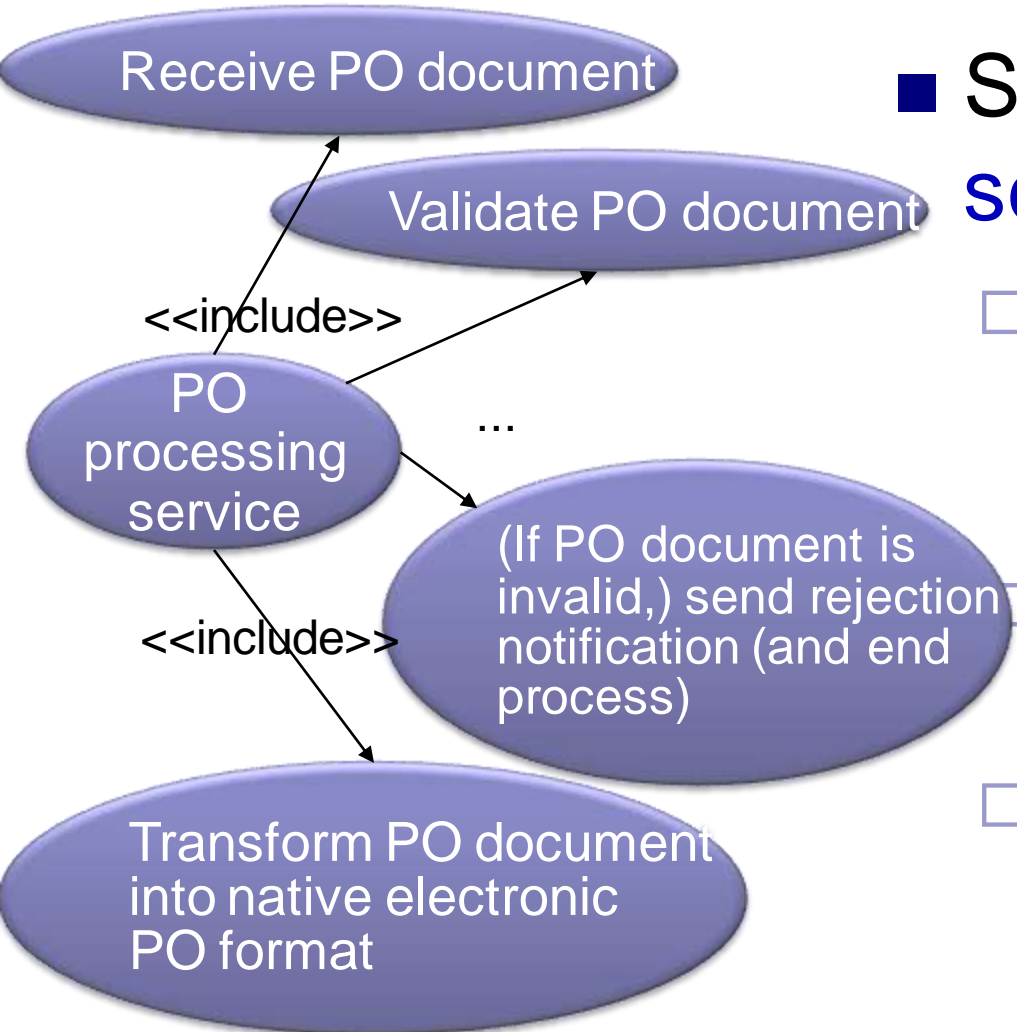 Receive PO document
Validate PO document
<<include>>
PO
processing
service
...
(If PO document is
invalid,) send rejection
notification (and end
process)
<<include>>
Transform PO document
into native electronic
PO format